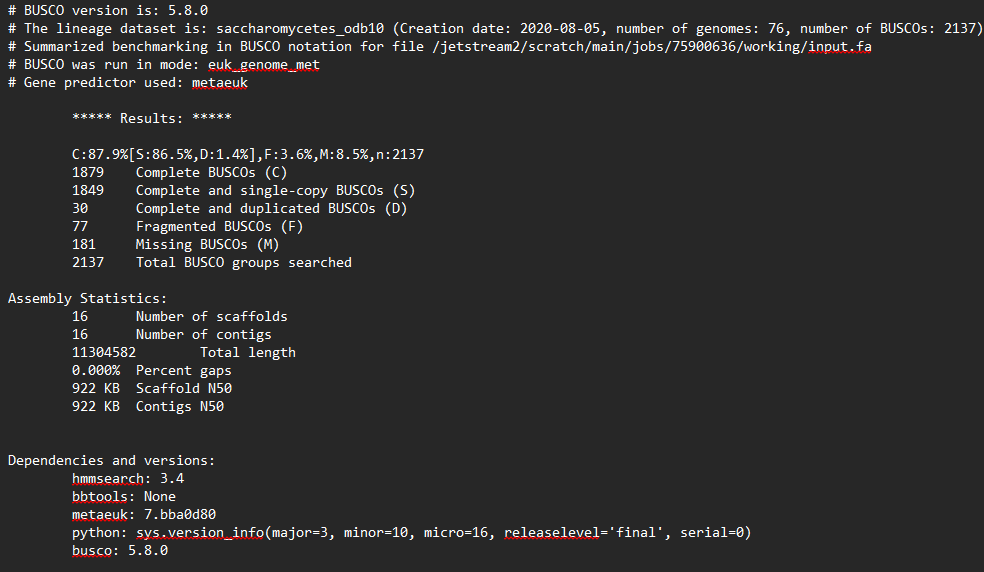 # BUSCO version is: 5.8.0
# The lineage dataset is: saccharomycetes_odb10 (Creation date: 2020-08-05, number of genomes: 76, number of BUSCOs: 2137)
# Summarized benchmarking in BUSCO notation for file /jetstream2/scratch/main/jobs/75900636/working/input.fa
# BUSCO was run in mode: euk_genome_met
# Gene predictor used: metaeuk
***** Results: *****
C:87.9%[S:86.5%,D:1.4%],F:3.6%,M:8.5%,n:2137
1879 Complete BUSCOs (C)
1849 Complete and single-copy BUSCOs (S)
30 Complete and duplicated BUSCOs (D)
77 Fragmented BUSCOs (F)
181 Missing BUSCOs (M)
2137 Total BUSCO groups searched
Assembly Statistics:
16 Number of scaffolds
16 Number of contigs
11304582 Total length
0.000% Percent gaps
922 KB Scaffold N50
922 KB Contigs N50
Dependencies and versions:
hmmsearch: 3.4
bbtools: None
metaeuk: 7.bba0d80
python: sys.version_info(major=3, minor=10, micro=16, releaselevel='final', serial=0)
busco: 5.8.0